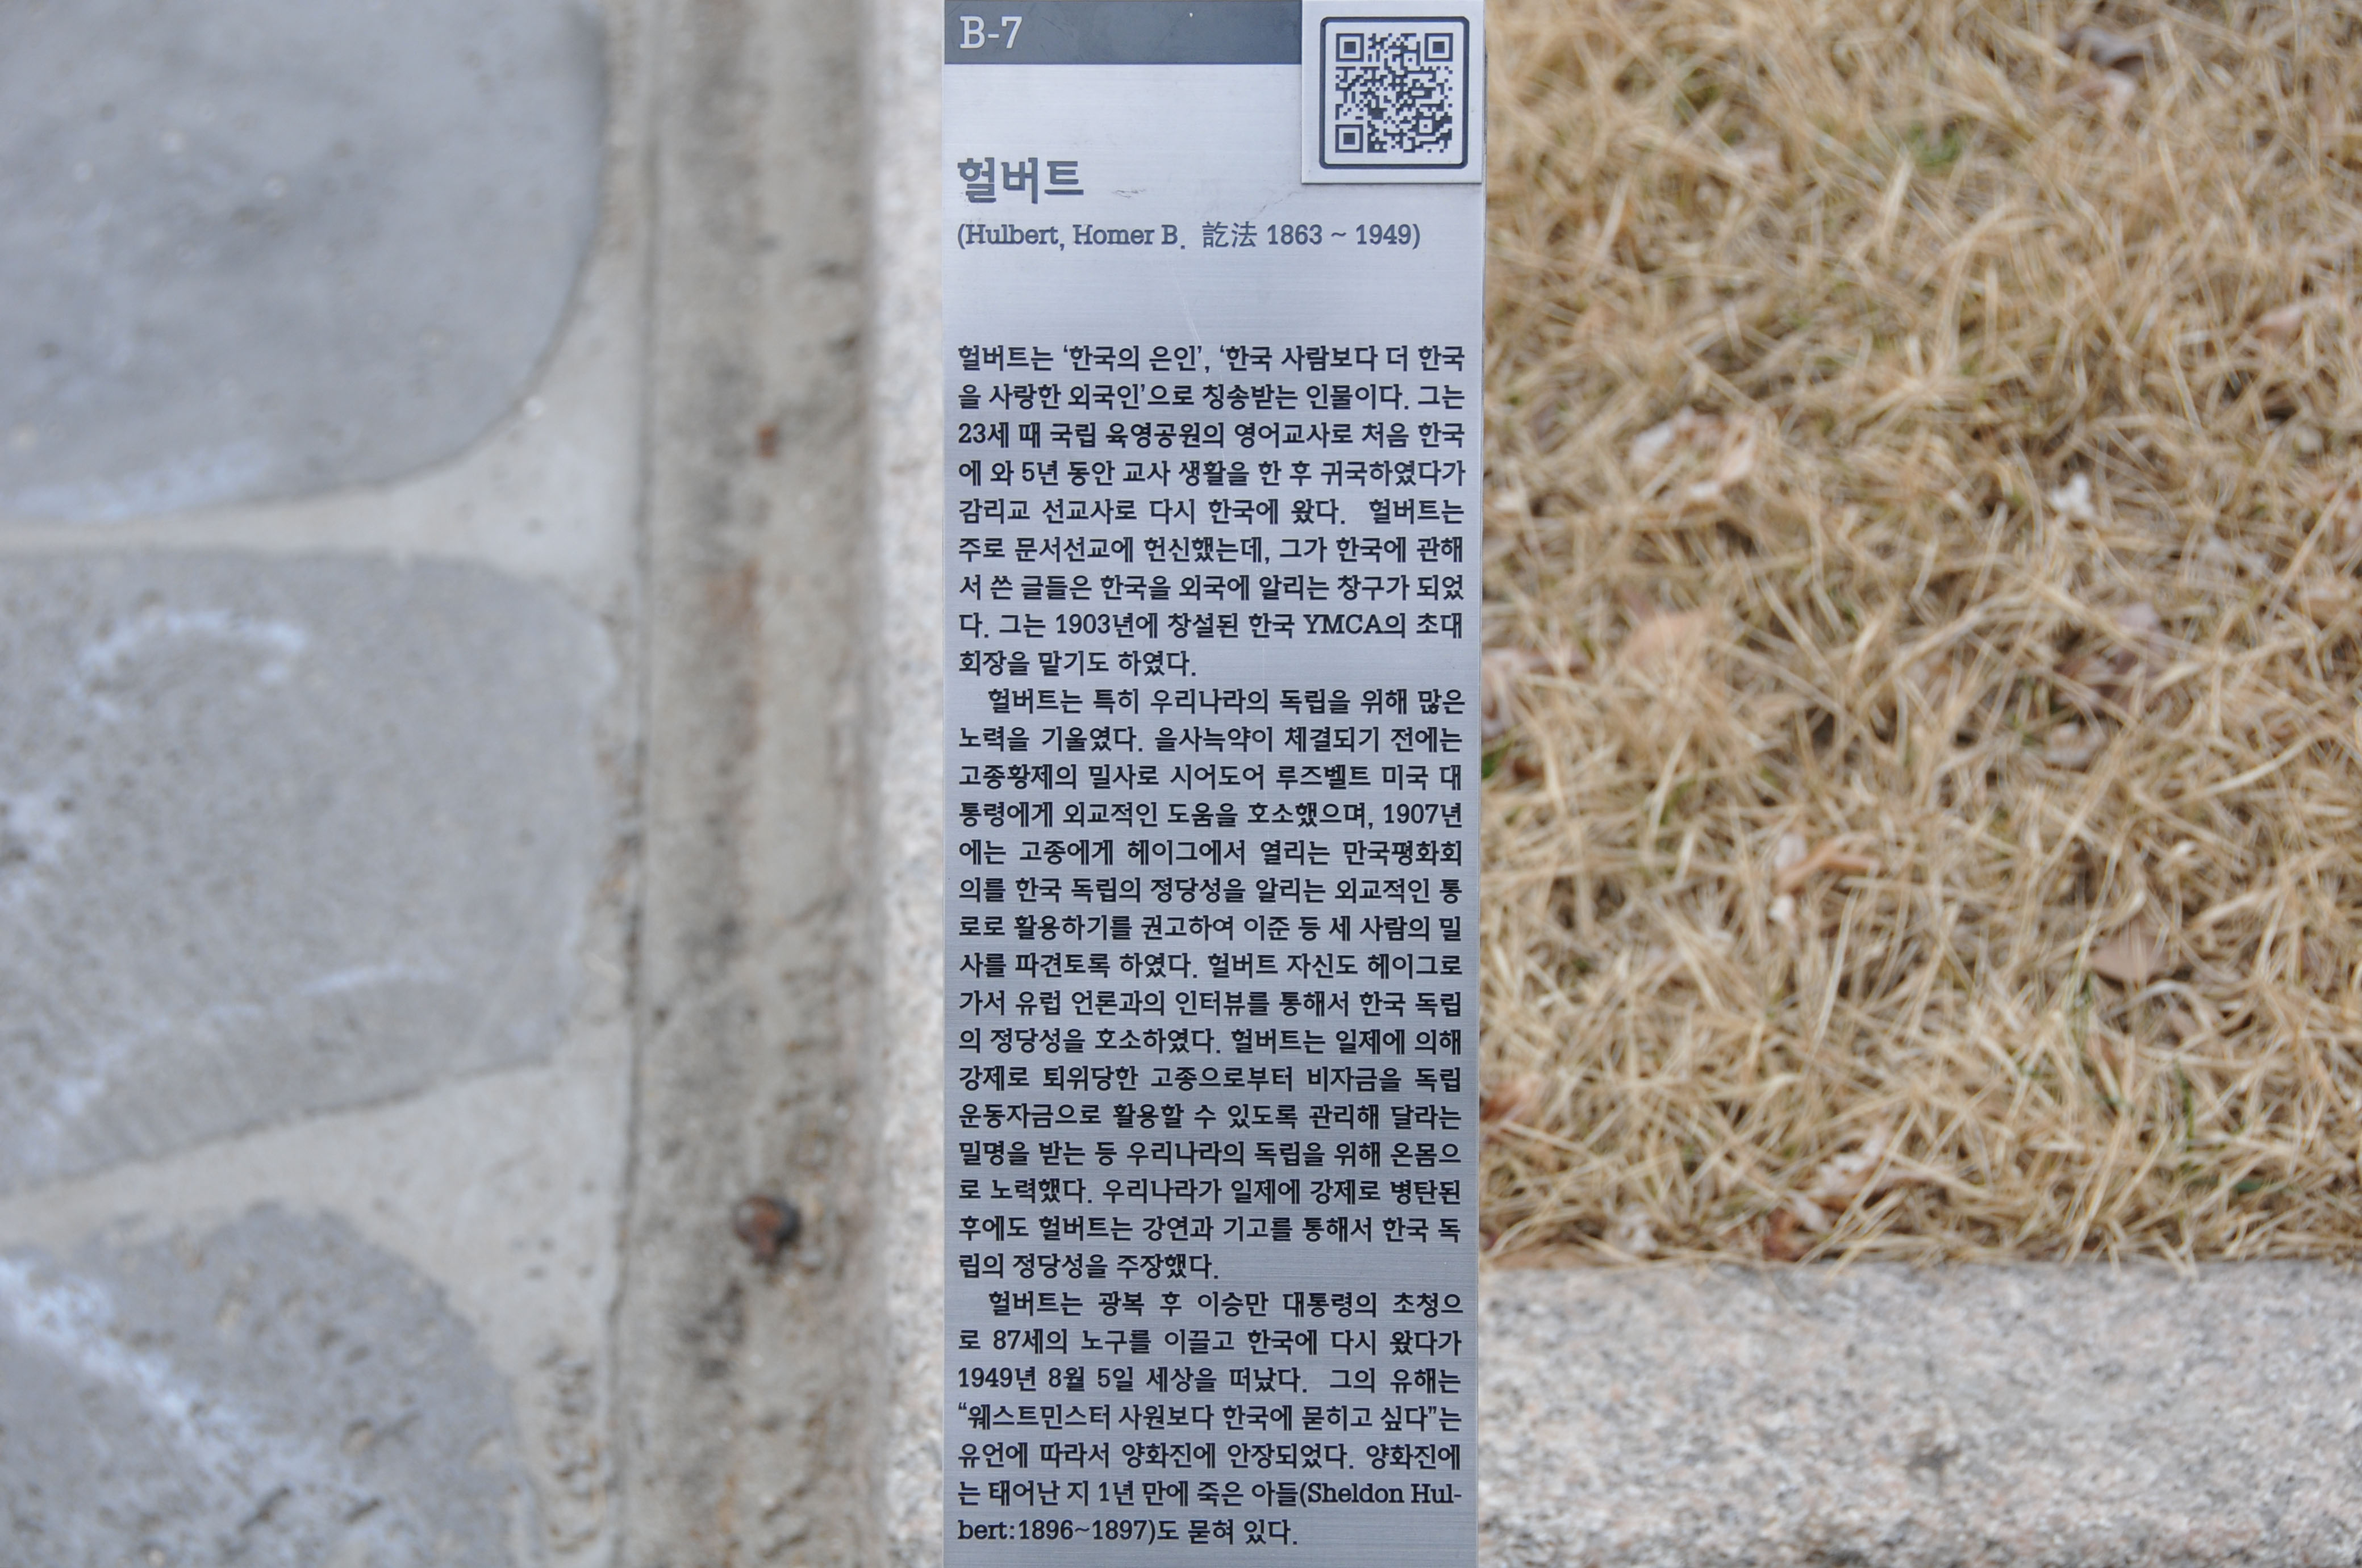 B-7
헐버트
(Hulbert, Homer B. 訖法 1863 ~ 1949)
헐버트는 ‘한국의 은인’, ‘한국 사람보다 더 한국
을 사랑한 외국인’으로 칭송받는 인물이다. 그는
23세 때 국립 육영공원의 영어교사로 처음 한국
에 와 5년 동안 교사 생활을 한 후 귀국하였다가
감리교 선교사로 다시 한국에 왔다. 헐버트는
주로 문서선교에 헌신했는데, 그가 한국에 관해
서 쓴 글들은 한국을 외국에 알리는 창구가 되었
다. 그는 1903년에 창설된 한국 YMCA의 초대
회장을 맡기도 하였다.
헐버트는 특히 우리나라의 독립을 위해 많은
노력을 기울였다. 을사늑약이 체결되기 전에는
고종황제의 밀사로 시어도어 루즈벨트 미국 대
통령에게 외교적인 도움을 호소했으며, 1907년
에는 고종에게 헤이그에서 열리는 만국평화회
의를 한국 독립의 정당성을 알리는 외교적인 통
로로 활용하기를 권고하여 이준 등 세 사람의 밀
사를 파견토록 하였다. 헐버트 자신도 헤이그로
가서 유럽 언론과의 인터뷰를 통해서 한국 독립
의 정당성을 호소하였다. 헐버트는 일제에 의해
강제로 퇴위당한 고종으로부터 비자금을 독립
운동자금으로 활용할 수 있도록 관리해 달라는
밀명을 받는 등 우리나라의 독립을 위해 온몸으
로 노력했다. 우리나라가 일제에 강제로 병탄된
후에도 헐버트는 강연과 기고를 통해서 한국 독
립의 정당성을 주장했다.
헐버트는 광복 후 이승만 대통령의 초청으
로 87세의 노구를 이끌고 한국에 다시 왔다가
1949년 8월 5일 세상을 떠났다. 그의 유해는
“웨스트민스터 사원보다 한국에 묻히고 싶다”는
유언에 따라서 양화진에 안장되었다. 양화진에
는 태어난 지 1년 만에 죽은 아들(Sheldon Hul-
bert:1896~1897)도 묻혀 있다.